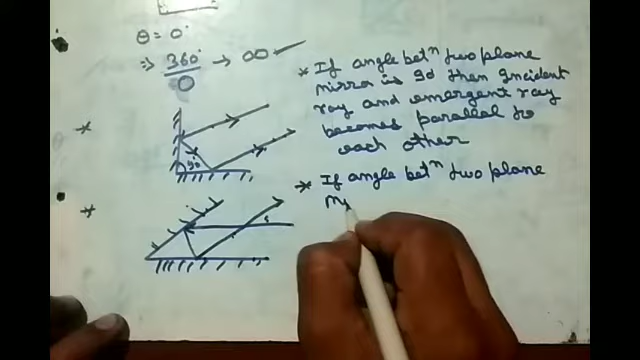 θ = 0°
⇒ 360°/0 → ∞
* If angle betⁿ two plane
mirror is 90 then incident
ray and emergent ray
becomes parallel to
each other
*
90°
* If angle betⁿ two plane
*